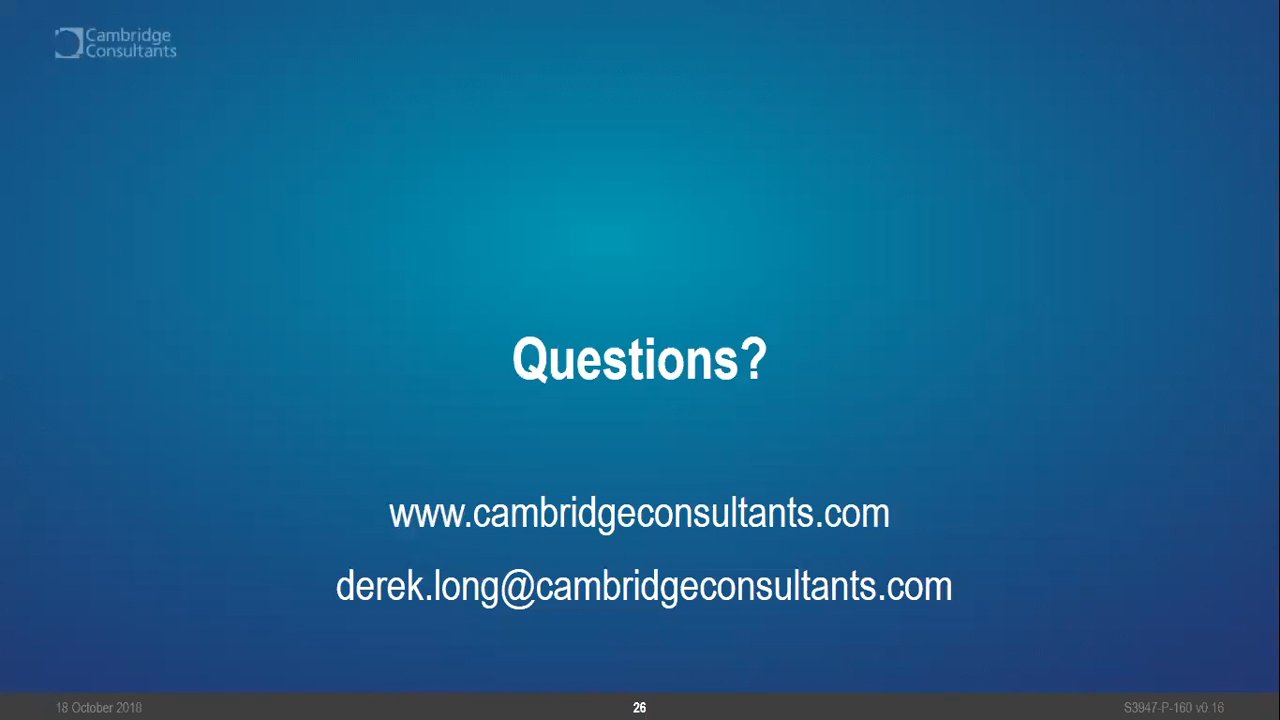 Cambridge
Consultants
Questions?
www.cambridgeconsultants.com
derek.long@cambridgeconsultants.com
18 October 2018
26
S3947-P-160 v0.16